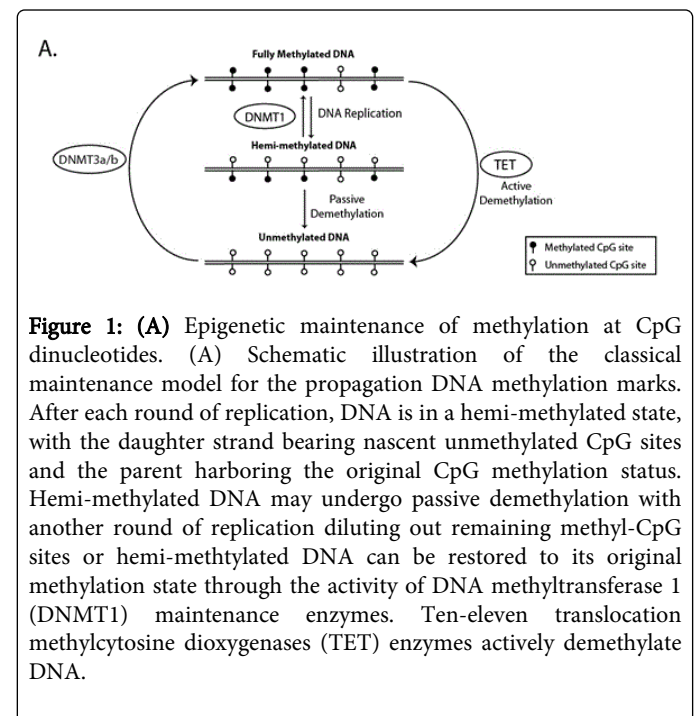 A.
Fully Methylated DNA
DNMT1
DNA Replication
DNMT3a/b
Hemi-methylated DNA
TET
Active
Demethylation
Passive
Demethylation
Unmethylated DNA
Methylated CpG site
Unmethylated CpG site
Figure 1: (A) Epigenetic maintenance of methylation at CpG
dinucleotides. (A) Schematic illustration of the classical
maintenance model for the propagation DNA methylation marks.
After each round of replication, DNA is in a hemi-methylated state,
with the daughter strand bearing nascent unmethylated CpG sites
and the parent harboring the original CpG methylation status.
Hemi-methylated DNA may undergo passive demethylation with
another round of replication diluting out remaining methyl-CpG
sites or hemi-methtylated DNA can be restored to its original
methylation state through the activity of DNA methyltransferase 1
(DNMT1) maintenance enzymes. Ten-eleven translocation
methylcytosine dioxygenases (TET) enzymes actively demethylate
DNA.